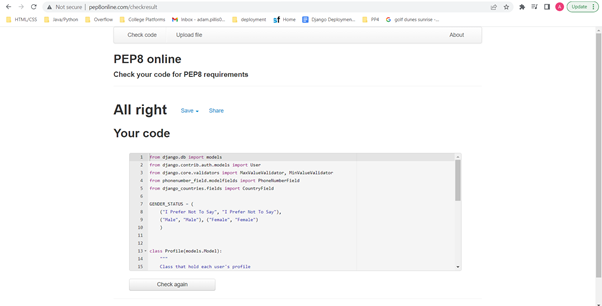 Not secure | pep8online.com/checkresult
Update
HTML/CSS Java/Python Overflow College Platforms Inbox - adam.pillis0... deployment Home Django Deploymen... PP4 golf dunes sunrise -...
Check code Upload file About
PEP8 online
Check your code for PEP8 requirements
All right Save Share
Your code
1 from django.db import models
2 from django.contrib.auth.models import User
3 from django.core.validators import MaxValueValidator, MinValueValidator
4 from phonenumber_field.modelfields import PhoneNumberField
5 from django_countries.fields import CountryField
6
7 GENDER_STATUS = (
8 ("I Prefer Not To Say", "I Prefer Not To Say"),
9 ("Male", "Male"), ("Female", "Female")
10 )
11
12
13 class Profile(models.Model):
14 """
15 Class that hold each user's profile
Check again